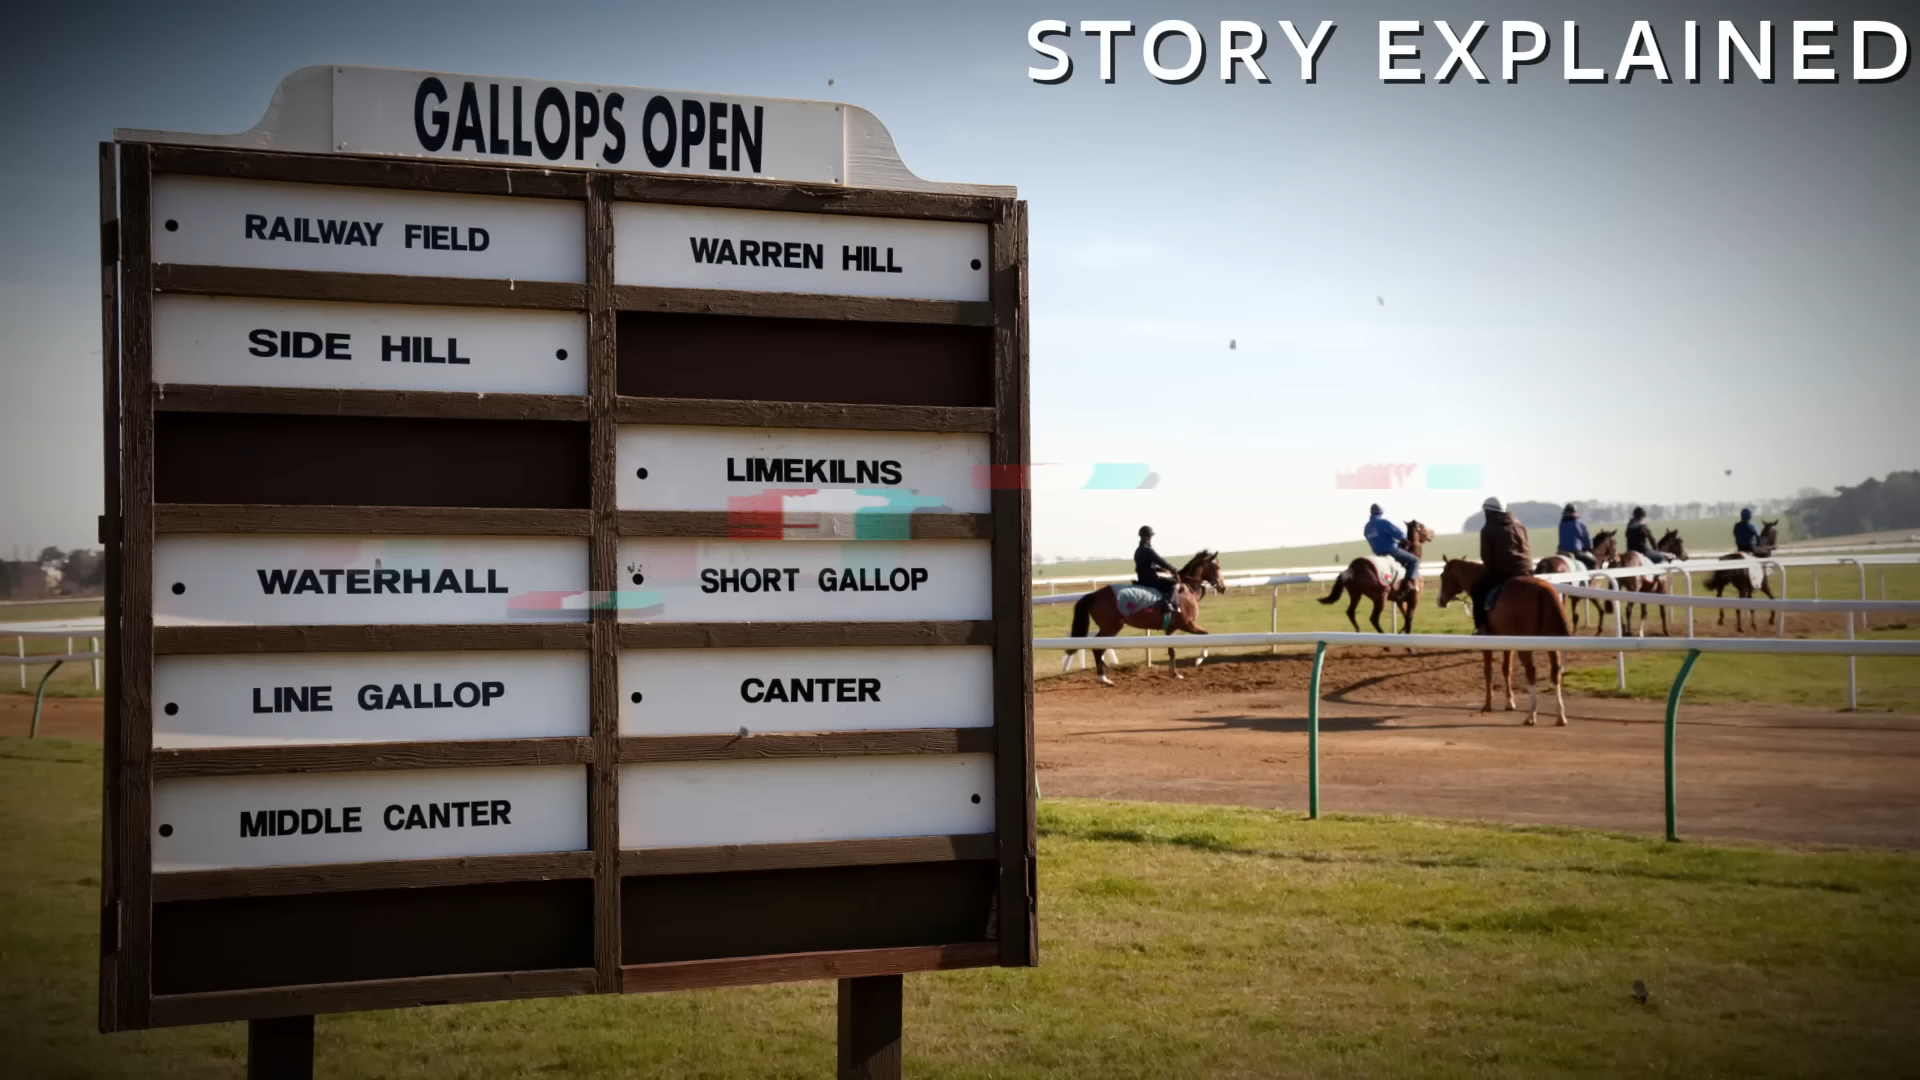 STORY EXPLAINED
GALLOPS OPEN
RAILWAY FIELD
WARREN HILL
SIDE HILL
LIMEKILNS
WATERHALL
SHORT GALLOP
LINE GALLOP
CANTER
MIDDLE CANTER